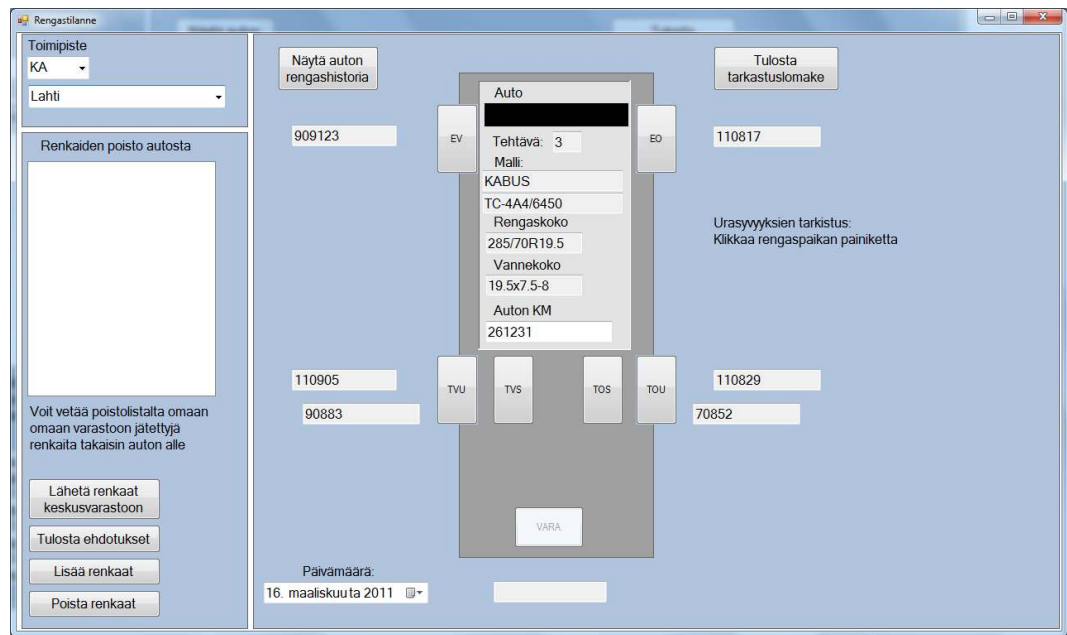 Rengastilanne
Toimipiste
KA
Lahti
Renkaiden poisto autosta
Voit vetää poistolistalta omaan
omaan varastoon jätettyjä
renkaita takaisin auton alle
Lähetä renkaat
keskusvarastoon
Tulosta ehdotukset
Lisää renkaat
Poista renkaat
Näytä auton
rengashistoria
Tulosta
tarkastuslomake
Auto
909123
EV
Tehtävä: 3
EO
110817
Malli:
KABUS
TC-4A4/6450
Rengaskoko
285/70R19.5
Vannekoko
19.5x7.5-8
Auton KM
261231
Urasyvyyksien tarkistus:
Klikkaa rengaspaikan painiketta
110905
TVU
TVS
TOS
TOU
110829
90883
70852
VARA
Päivämäärä:
16. maaliskuuta 2011